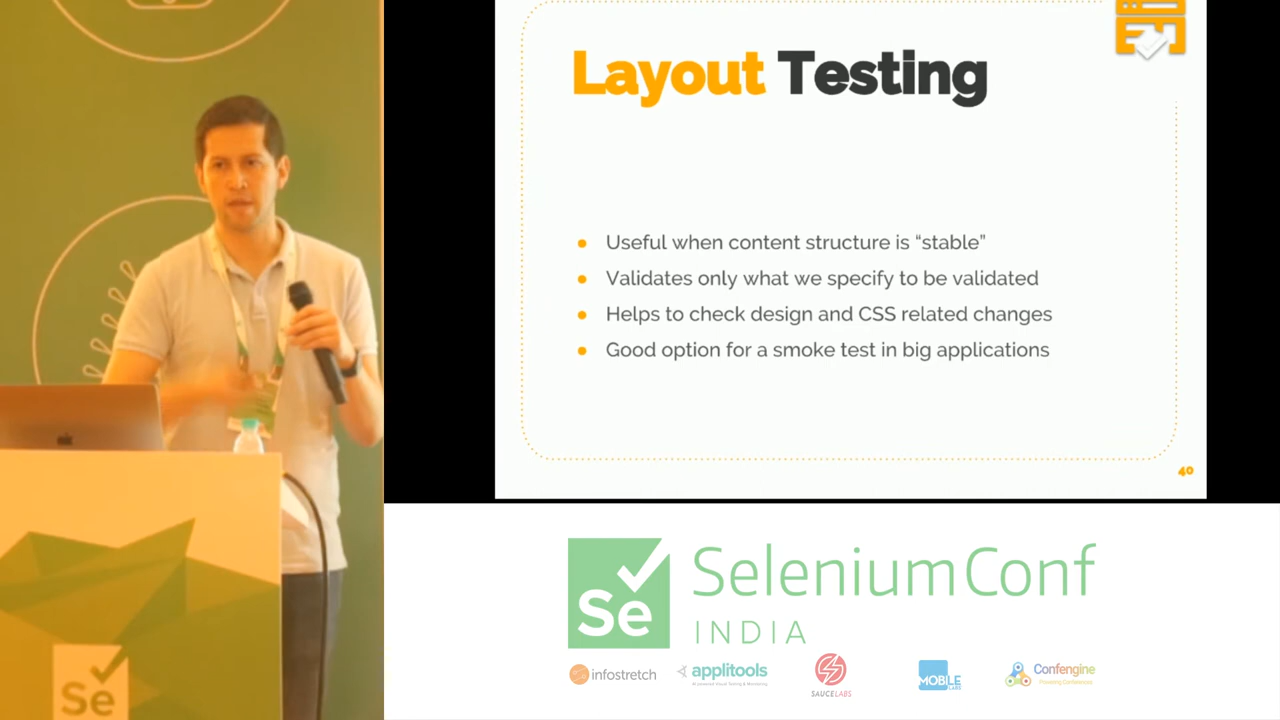 Layout Testing
Useful when content structure is “stable”
Validates only what we specify to be validated
Helps to check design and CSS related changes
Good option for a smoke test in big applications
40
Se
SeleniumConf
INDIA
infostretch
applitools
SAUCELABS
MOBILE
LABS
Confengine
Se